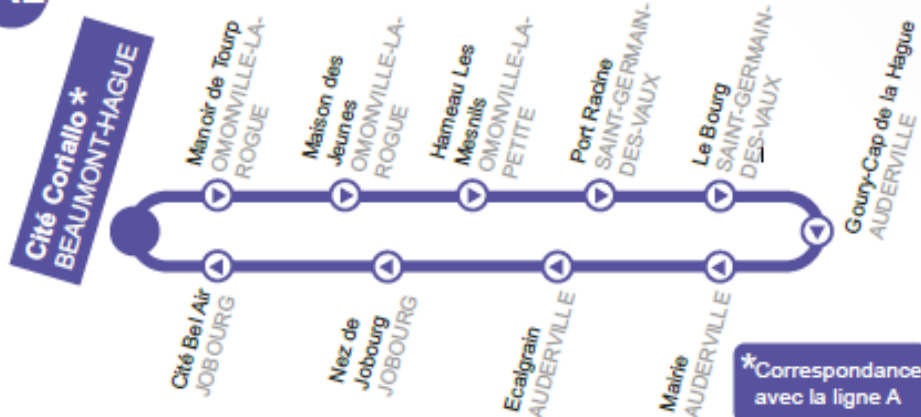 Cité Coriallo *
BEAUMONT-HAGUE
Manoir de Tourp
OMONVILLE-LA-
ROGUE
Maison des
Jeunes
OMONVILLE-LA-
ROGUE
Hameau Les
Mesnils
OMONVILLE-LA-
PETITE
Port Racine
SAINT-GERMAIN-
DES-VAUX
Le Bourg
SAINT-GERMAIN-
DES-VAUX
Goury-Cap de la Hague
AUDERVILLE
Cité Bel Air
JOBOURG
Nez de
Jobourg
JOBOURG
Ecalgrain
AUDERVILLE
Mairie
AUDERVILLE
*Correspondance
avec la ligne A